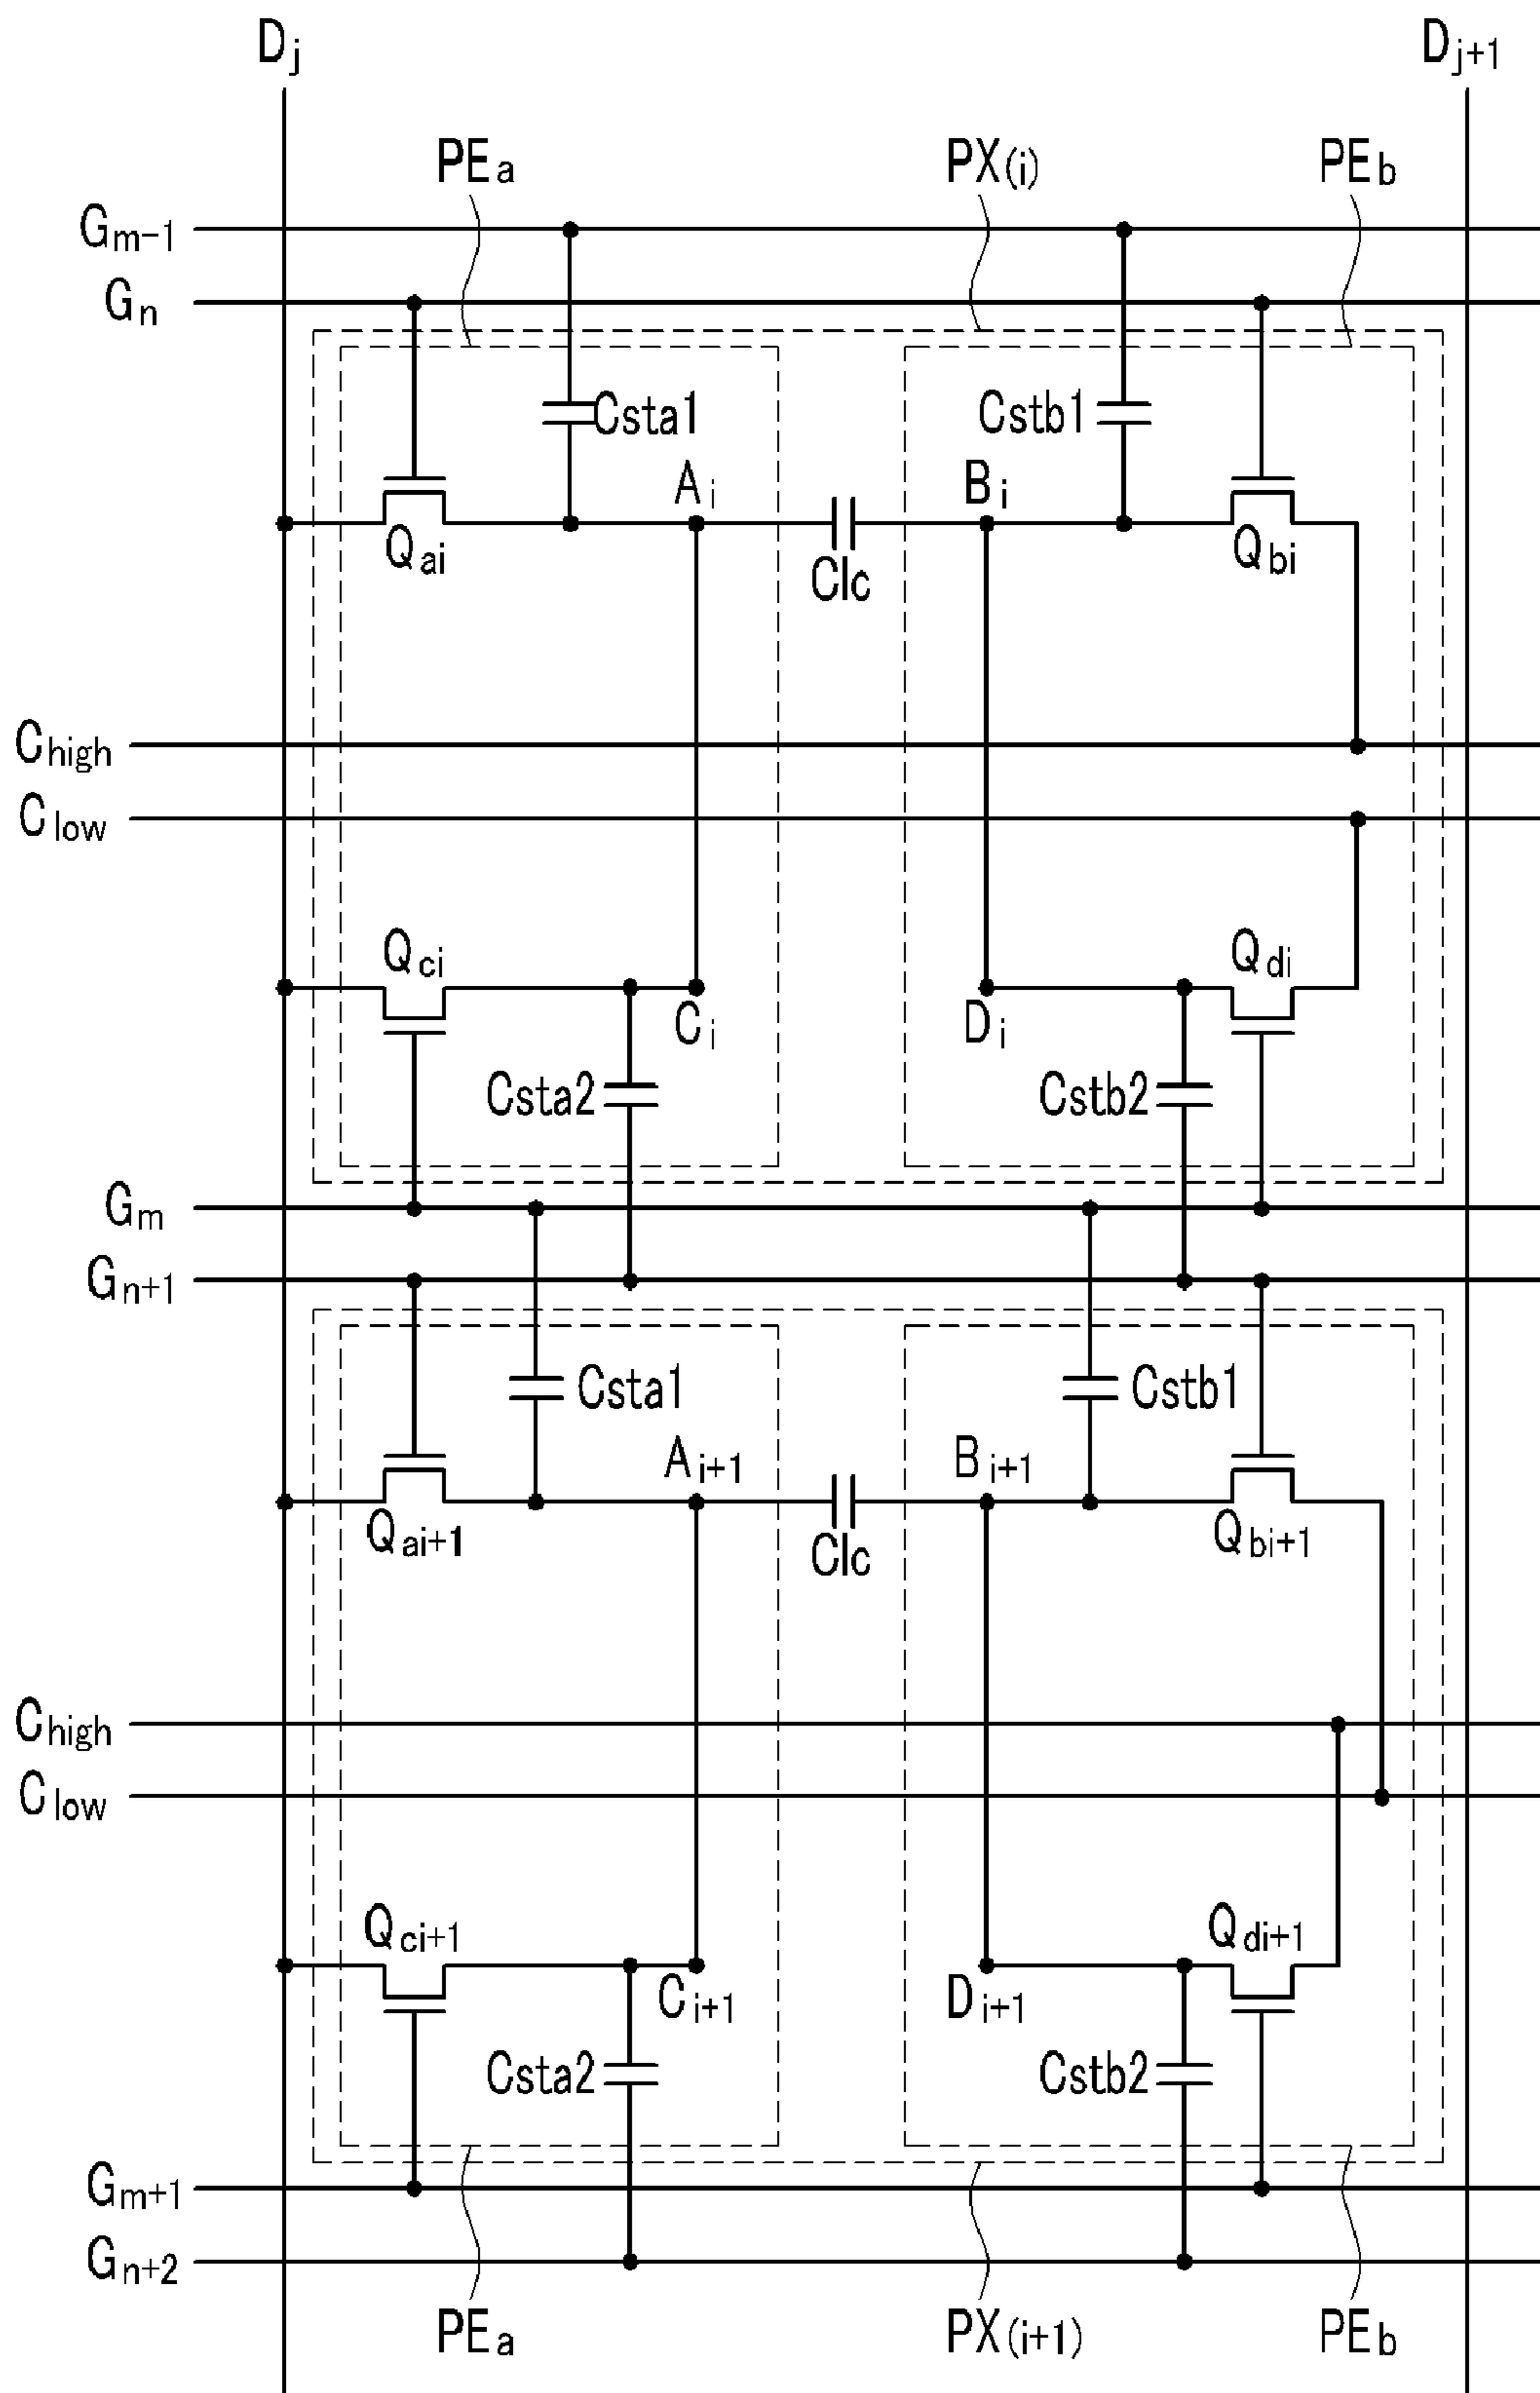 Dj Dj+1
PEa PX(i) PEb
Gm-1
Gn
Csta1 Cstb1
Ai Bi
Qai Clc Qbi
Chigh
Clow
Qci Qdi
Ci Di
Csta2 Cstb2
Gm
Gn+1
Csta1 Cstb1
Ai+1 Bi+1
Qai+1 Clc Qbi+1
Chigh
Clow
Qci+1 Qdi+1
Ci+1 Di+1
Csta2 Cstb2
Gm+1
Gn+2
PEa PX(i+1) PEb